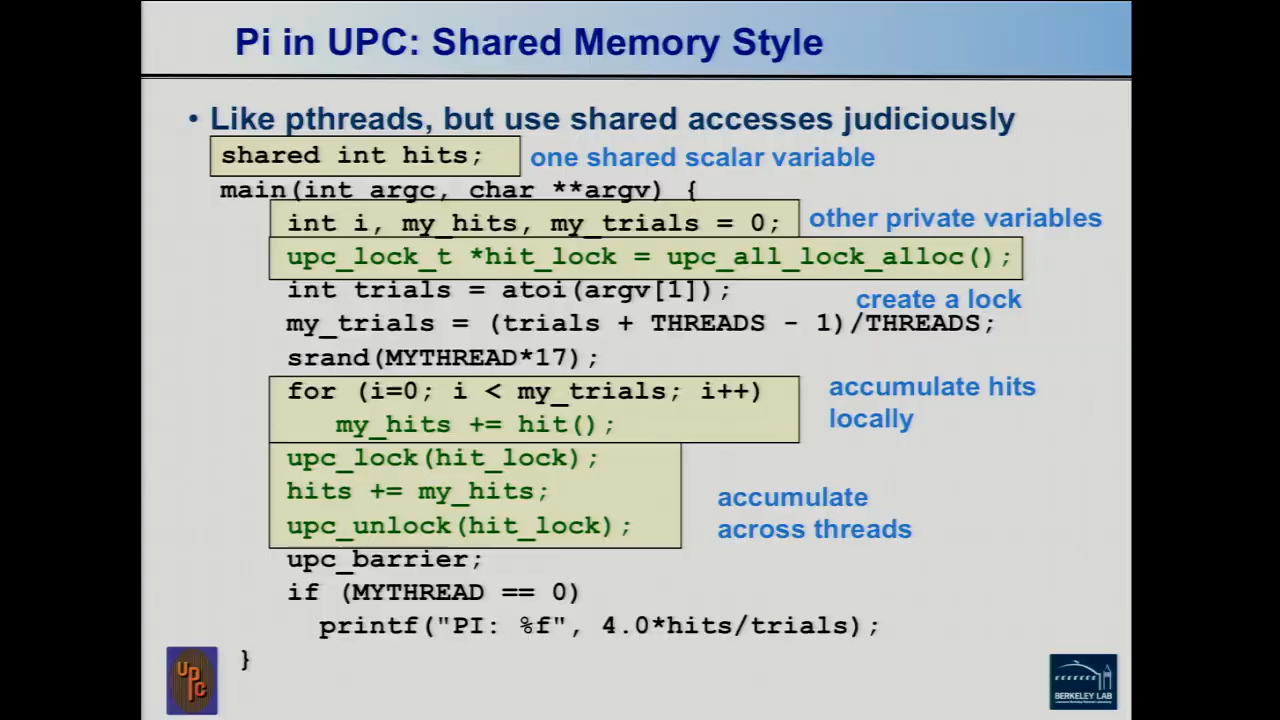 Pi in UPC: Shared Memory Style
• Like pthreads, but use shared accesses judiciously
shared int hits; one shared scalar variable
main(int argc, char **argv) {
int i, my_hits, my_trials = 0; other private variables
upc_lock_t *hit_lock = upc_all_lock_alloc();
int trials = atoi(argv[1]); create a lock
my_trials = (trials + THREADS - 1)/THREADS;
srand(MYTHREAD*17);
for (i=0; i < my_trials; i++) accumulate hits
my_hits += hit(); locally
upc_lock(hit_lock);
hits += my_hits; accumulate
upc_unlock(hit_lock); across threads
upc_barrier;
if (MYTHREAD == 0)
printf("PI: %f", 4.0*hits/trials);
}
UPC
BERKELEY LAB